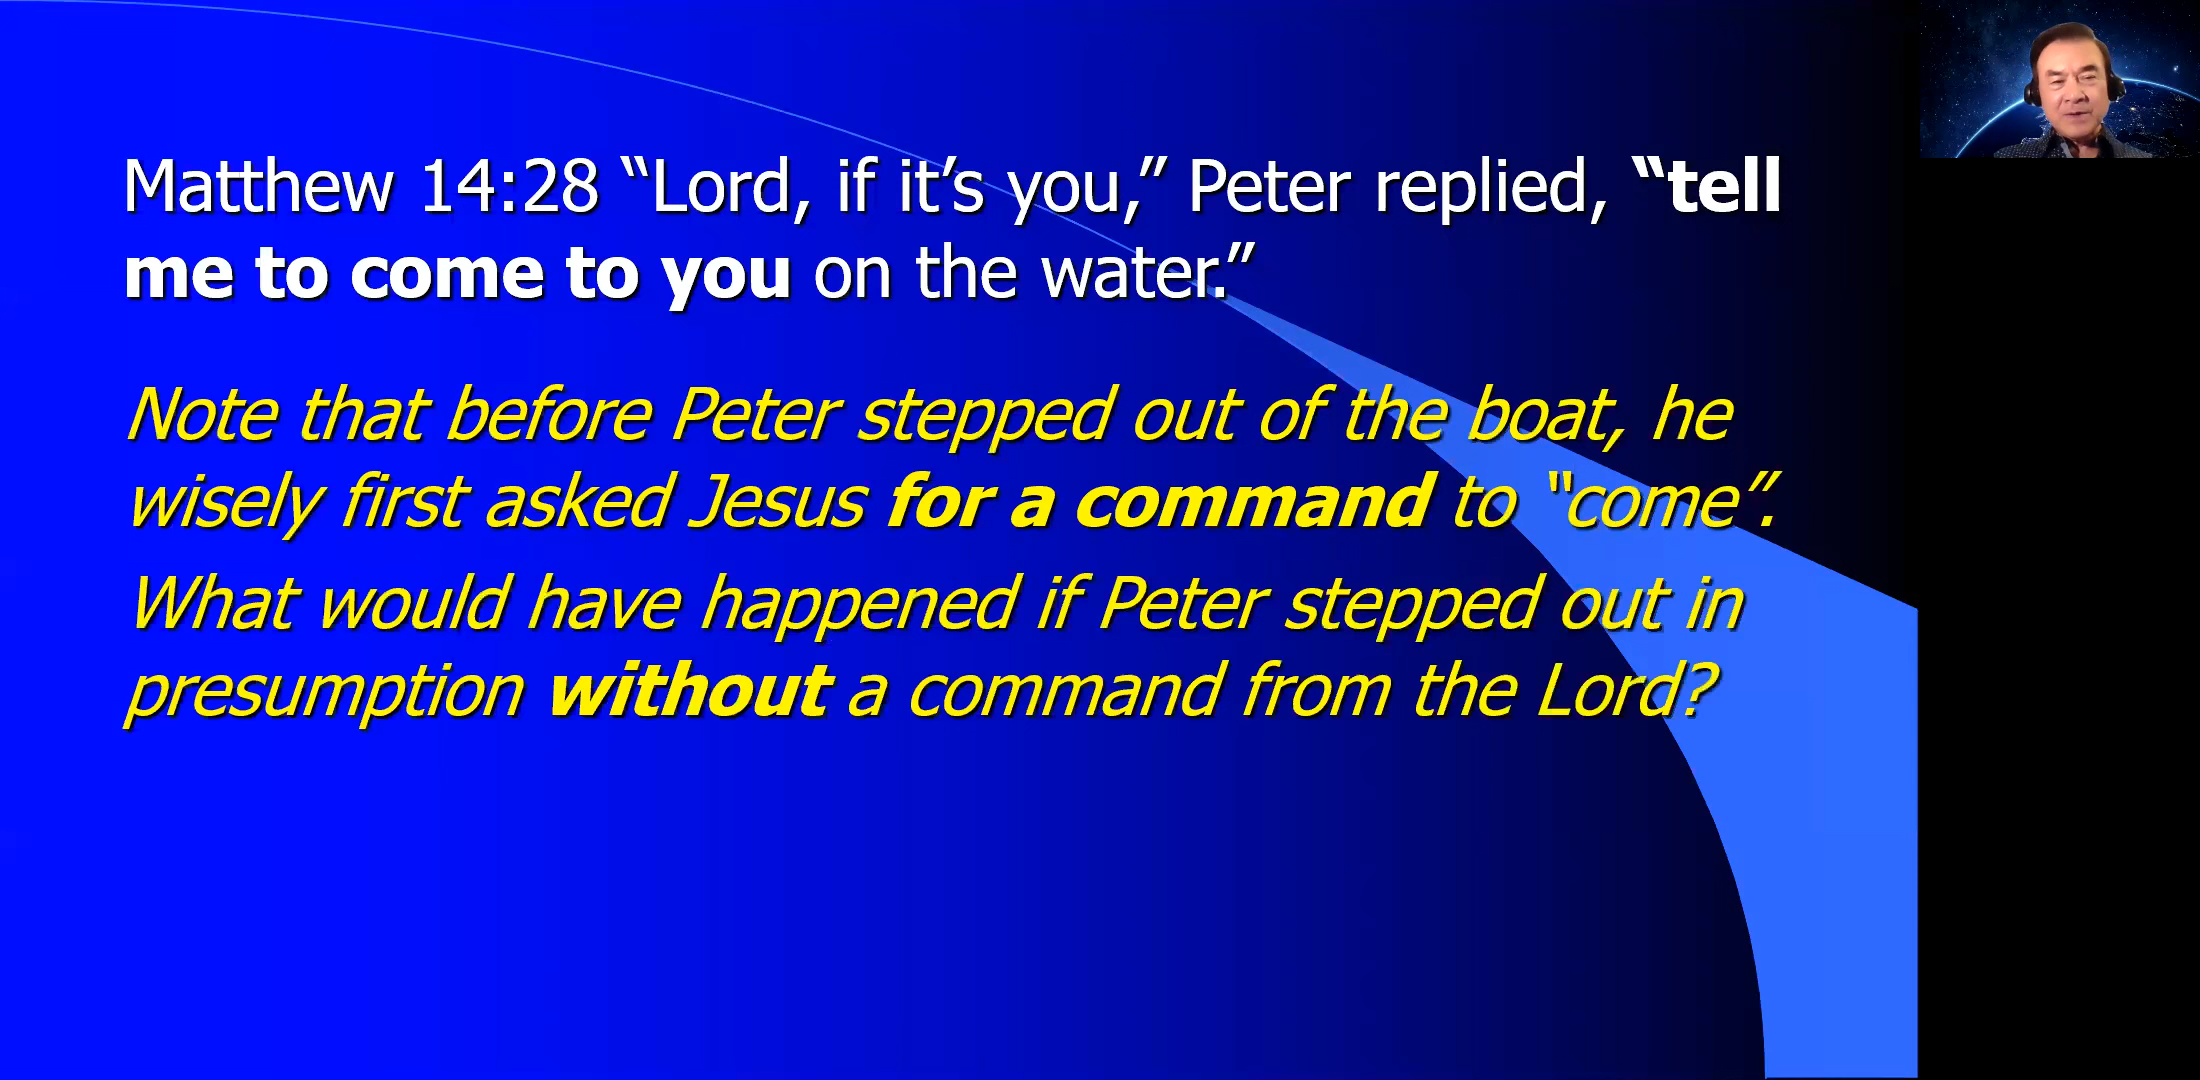 Matthew 14:28 “Lord, if it’s you,” Peter replied, “tell
me to come to you on the water.”
Note that before Peter stepped out of the boat, he
wisely first asked Jesus for a command to “come”.
What would have happened if Peter stepped out in
presumption without a command from the Lord?